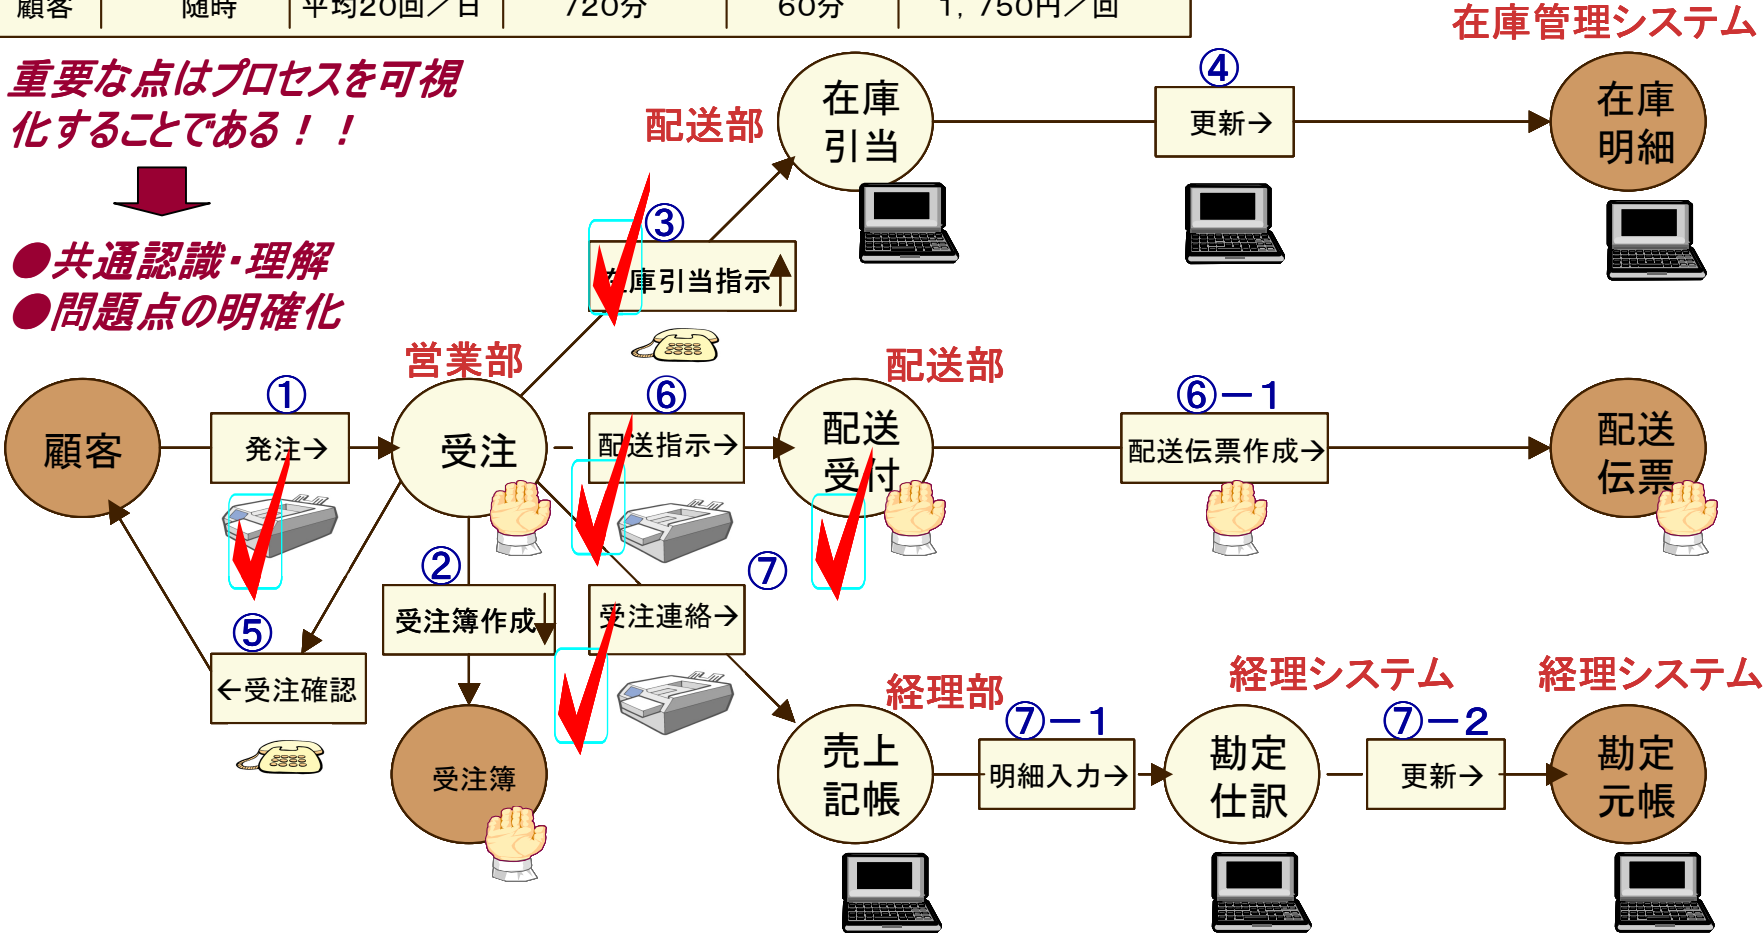 顧客 随時 平均20回／日 720分 60分 1，750円／回
在庫管理システム
重要な点はプロセスを可視
化することである！！
●共通認識・理解
●問題点の明確化
配送部
在庫
引当
④
更新→
在庫
明細
③
在庫引当指示
営業部
配送部
顧客
①
発注→
受注
⑥
配送指示→
配送
受付
⑥－1
配送伝票作成→
配送
伝票
②
受注簿作成
⑦
受注連絡→
⑤
←受注確認
受注簿
経理部
売上
記帳
⑦－1
明細入力→
経理システム
勘定
仕訳
⑦－2
更新→
経理システム
勘定
元帳